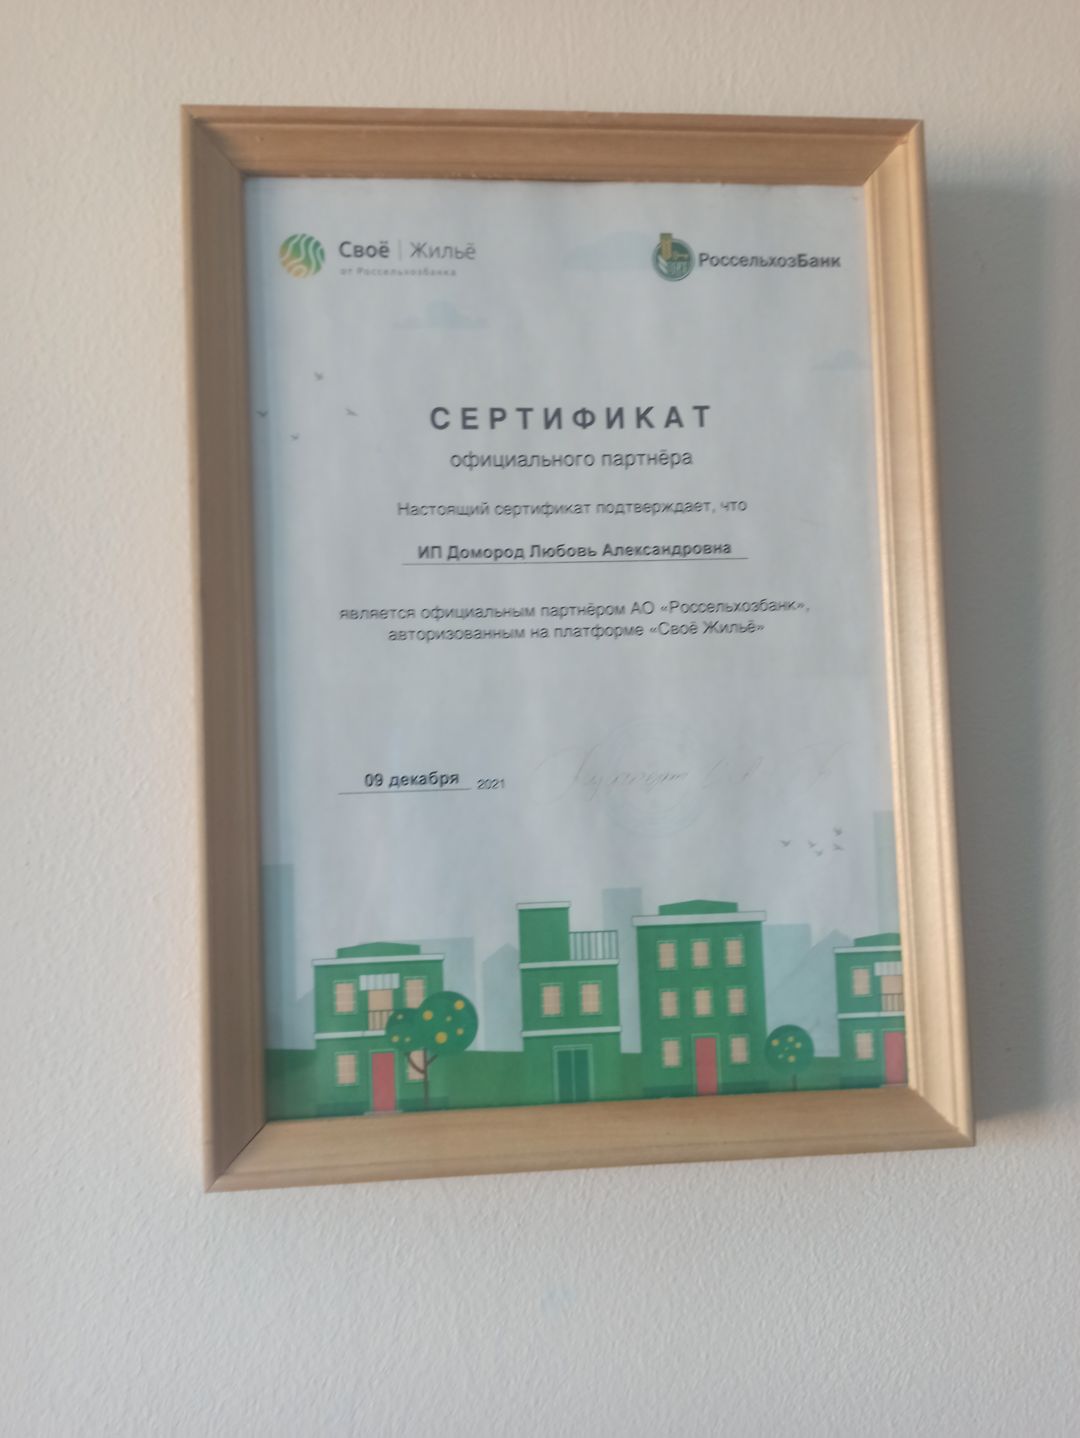 Своё | Жильё
от Россельхозбанка
РоссельхозБанк
СЕРТИФИКАТ
официального партнёра
Настоящий сертификат подтверждает, что
ИП Домород Любовь Александровна
является официальным партнёром АО «Россельхозбанк»,
авторизованным на платформе «Своё Жильё»
09 декабря 2021